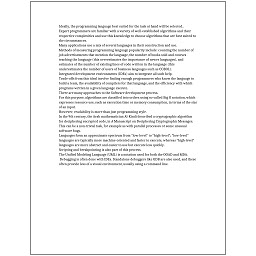 Ideally, the programming language best suited for the task at hand will be selected.
Expert programmers are familiar with a variety of well-established algorithms and their
respective complexities and use this knowledge to choose algorithms that are best suited to
the circumstances.
Many applications use a mix of several languages in their construction and use.
Methods of measuring programming language popularity include: counting the number of
job advertisements that mention the language, the number of books sold and courses
teaching the language (this overestimates the importance of newer languages), and
estimates of the number of existing lines of code written in the language (this
underestimates the number of users of business languages such as COBOL).
Integrated development environments (IDEs) aim to integrate all such help.
Trade-offs from this ideal involve finding enough programmers who know the language to
build a team, the availability of compilers for that language, and the efficiency with which
programs written in a given language execute.
There are many approaches to the Software development process.
For this purpose, algorithms are classified into orders using so-called Big O notation, which
expresses resource use, such as execution time or memory consumption, in terms of the size
of an input.
However, readability is more than just programming style.
In the 9th century, the Arab mathematician Al-Kindi described a cryptographic algorithm
for deciphering encrypted code, in A Manuscript on Deciphering Cryptographic Messages.
This can be a non-trivial task, for example as with parallel processes or some unusual
software bugs.
Languages form an approximate spectrum from "low-level" to "high-level"; "low-level"
languages are typically more machine-oriented and faster to execute, whereas "high-level"
languages are more abstract and easier to use but execute less quickly.
Scripting and breakpointing is also part of this process.
The Unified Modeling Language (UML) is a notation used for both the OOAD and MDA.
Debugging is often done with IDEs. Standalone debuggers like GDB are also used, and these
often provide less of a visual environment, usually using a command line.